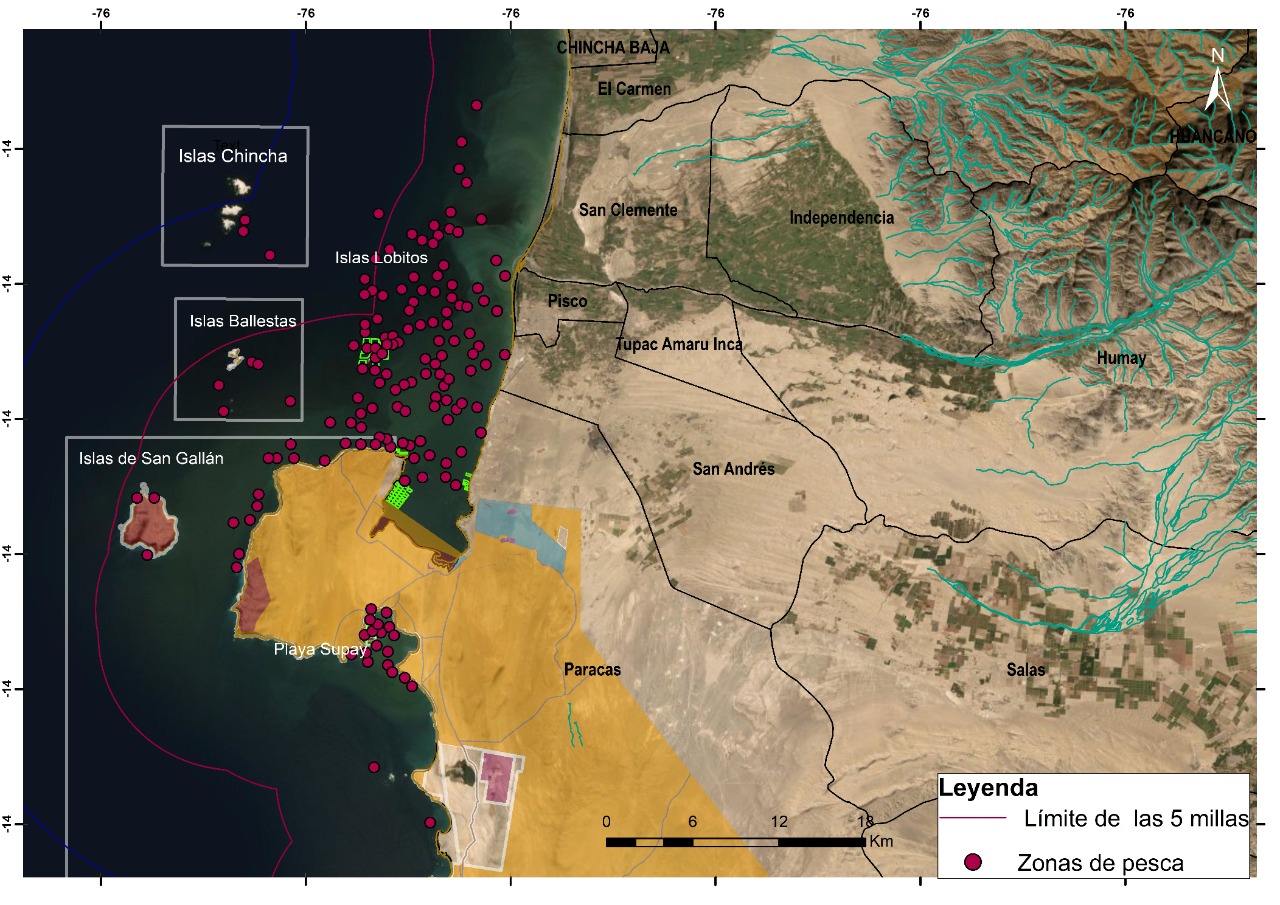 -76 -76 -76 -76 -76 -76
CHINCHA BAJA
N
El Carmen
HUANCANO
-14
Islas Chincha
San Clemente
Independencia
Islas Lobitos
-14
Pisco
Islas Ballestas
Tupac Amaru Inca
Humay
-14
Islas de San Gallán
San Andrés
-14
Playa Supay
Paracas
Salas
-14
Leyenda
Límite de las 5 millas
Zonas de pesca
0 6 12 18
Km
-14